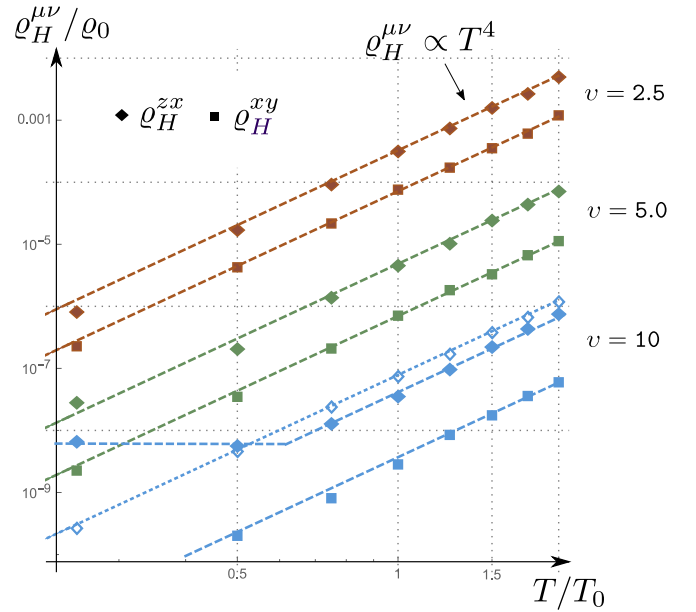 ϱ_H^{μν}/ϱ_0
ϱ_H^{μν} ∝ T^4
υ = 2.5
0.001
ϱ_H^{zx}
ϱ_H^{xy}
υ = 5.0
10^{-5}
υ = 10
10^{-7}
10^{-9}
0.5 1 1.5
T/T_0